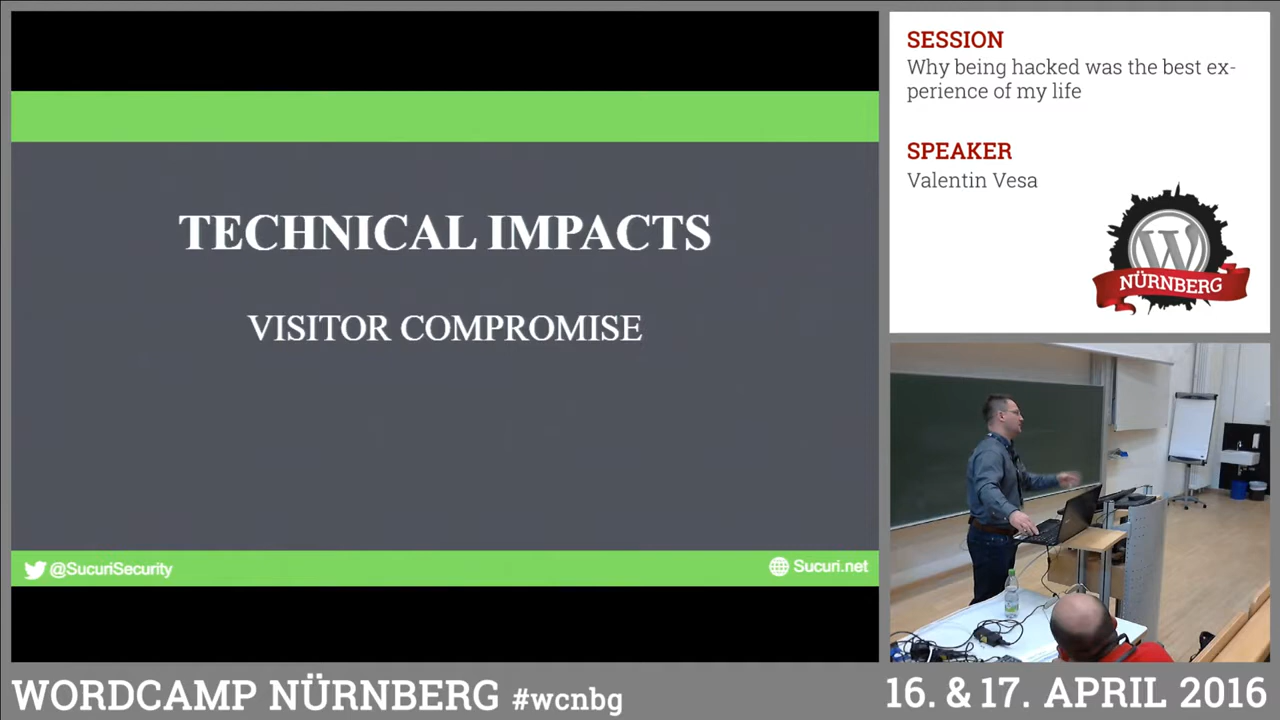 TECHNICAL IMPACTS
VISITOR COMPROMISE
@SucuriSecurity
Sucuri.net
SESSION
Why being hacked was the best ex-
perience of my life
SPEAKER
Valentin Vesa
W
NÜRNBERG
WORDCAMP NÜRNBERG #wcnbg
16. & 17. APRIL 2016